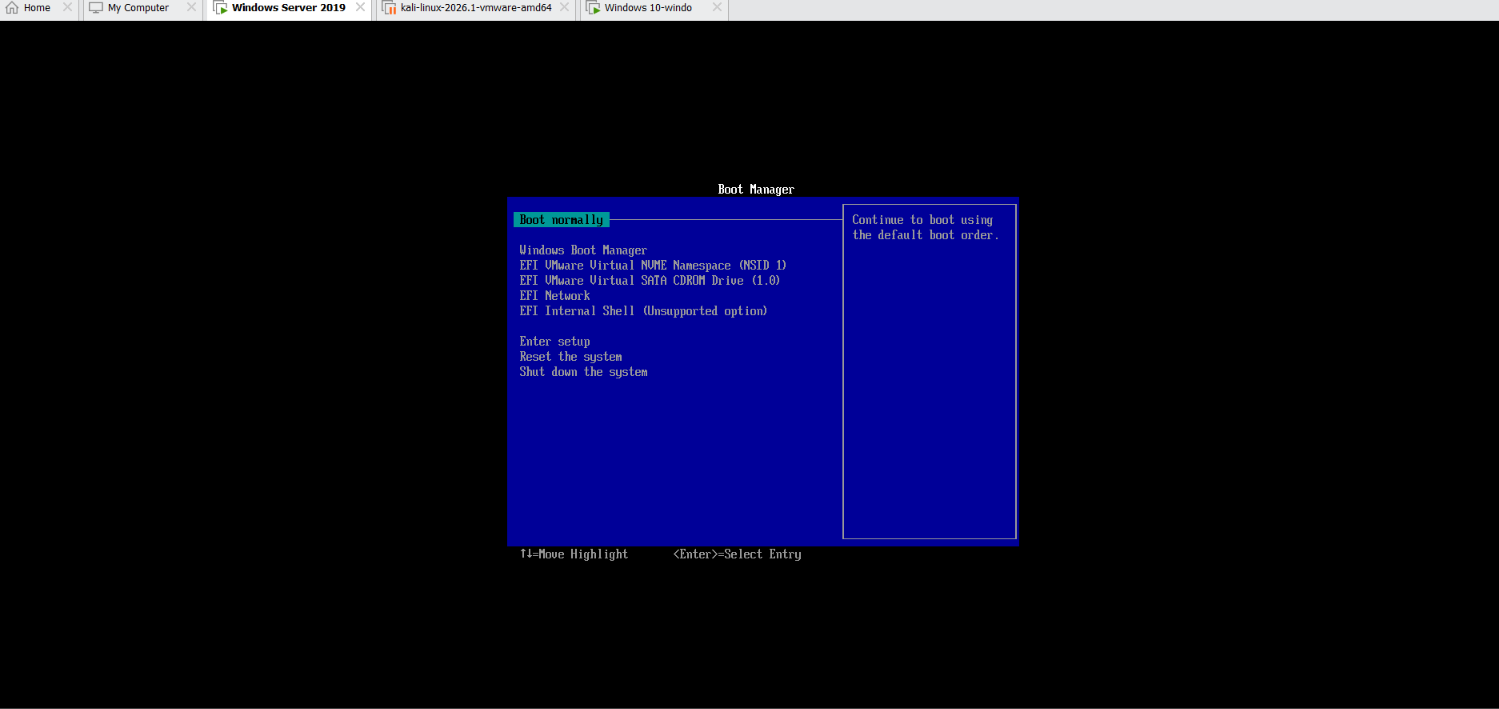 Home
My Computer
Windows Server 2019
kali-linux-2026.1-vmware-amd64
Windows 10-windo
Boot Manager
Boot normally
Windows Boot Manager
EFI VMware Virtual NVME Namespace (NSID 1)
EFI VMware Virtual SATA CDROM Drive (1.0)
EFI Network
EFI Internal Shell (Unsupported option)
Enter setup
Reset the system
Shut down the system
Continue to boot using
the default boot order.
↑↓=Move Highlight
<Enter>=Select Entry